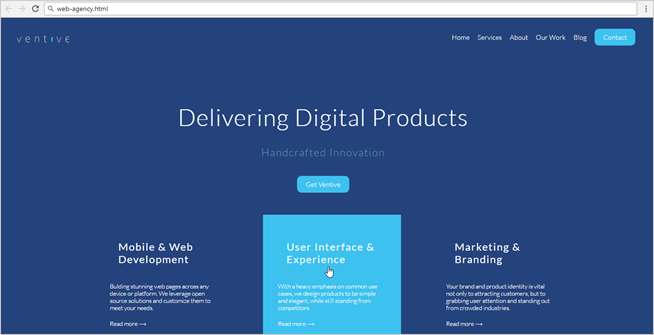 web-agency.html
ventive
Home Services About Our Work Blog Contact
Delivering Digital Products
Handcrafted Innovation
Get Ventive
Mobile & Web
Development
Bulding stunning web pages across any
device or platform. We leverage open
source solutions and customize them to
meet your needs.
Read more →
User Interface &
Experience
With a heavy emphasis on common use
cases, we design products to be simple
and elegant, while still standing from
competitors.
Read more →
Marketing &
Branding
Your brand and product identity is vital
not only to attracting customers, but to
grabbing user attention and standing out
from crowded industries.
Read more →